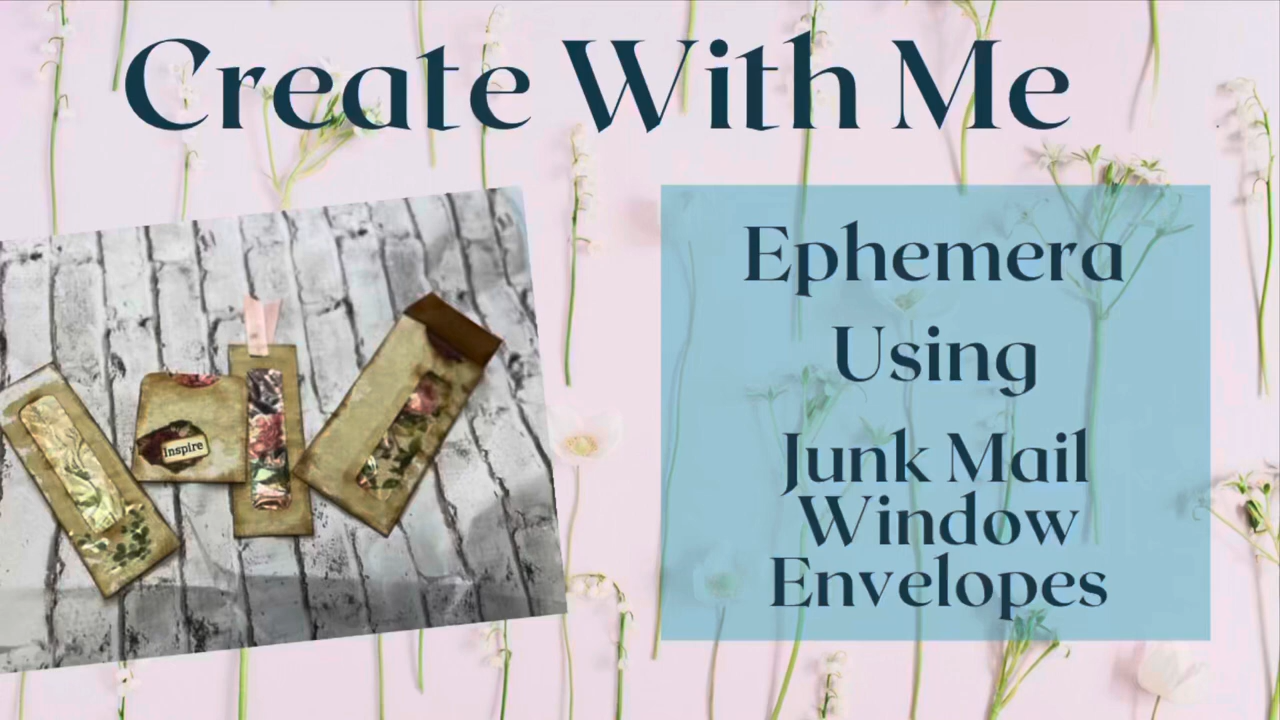 Create With Me
Inspire
Ephemera
Using
Junk Mail
Window
Envelopes